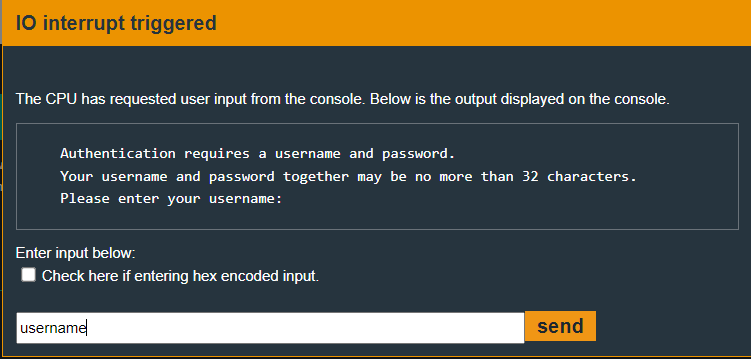 IO interrupt triggered
The CPU has requested user input from the console. Below is the output displayed on the console.
Authentication requires a username and password.
Your username and password together may be no more than 32 characters.
Please enter your username:
Enter input below:
Check here if entering hex encoded input.
username
send